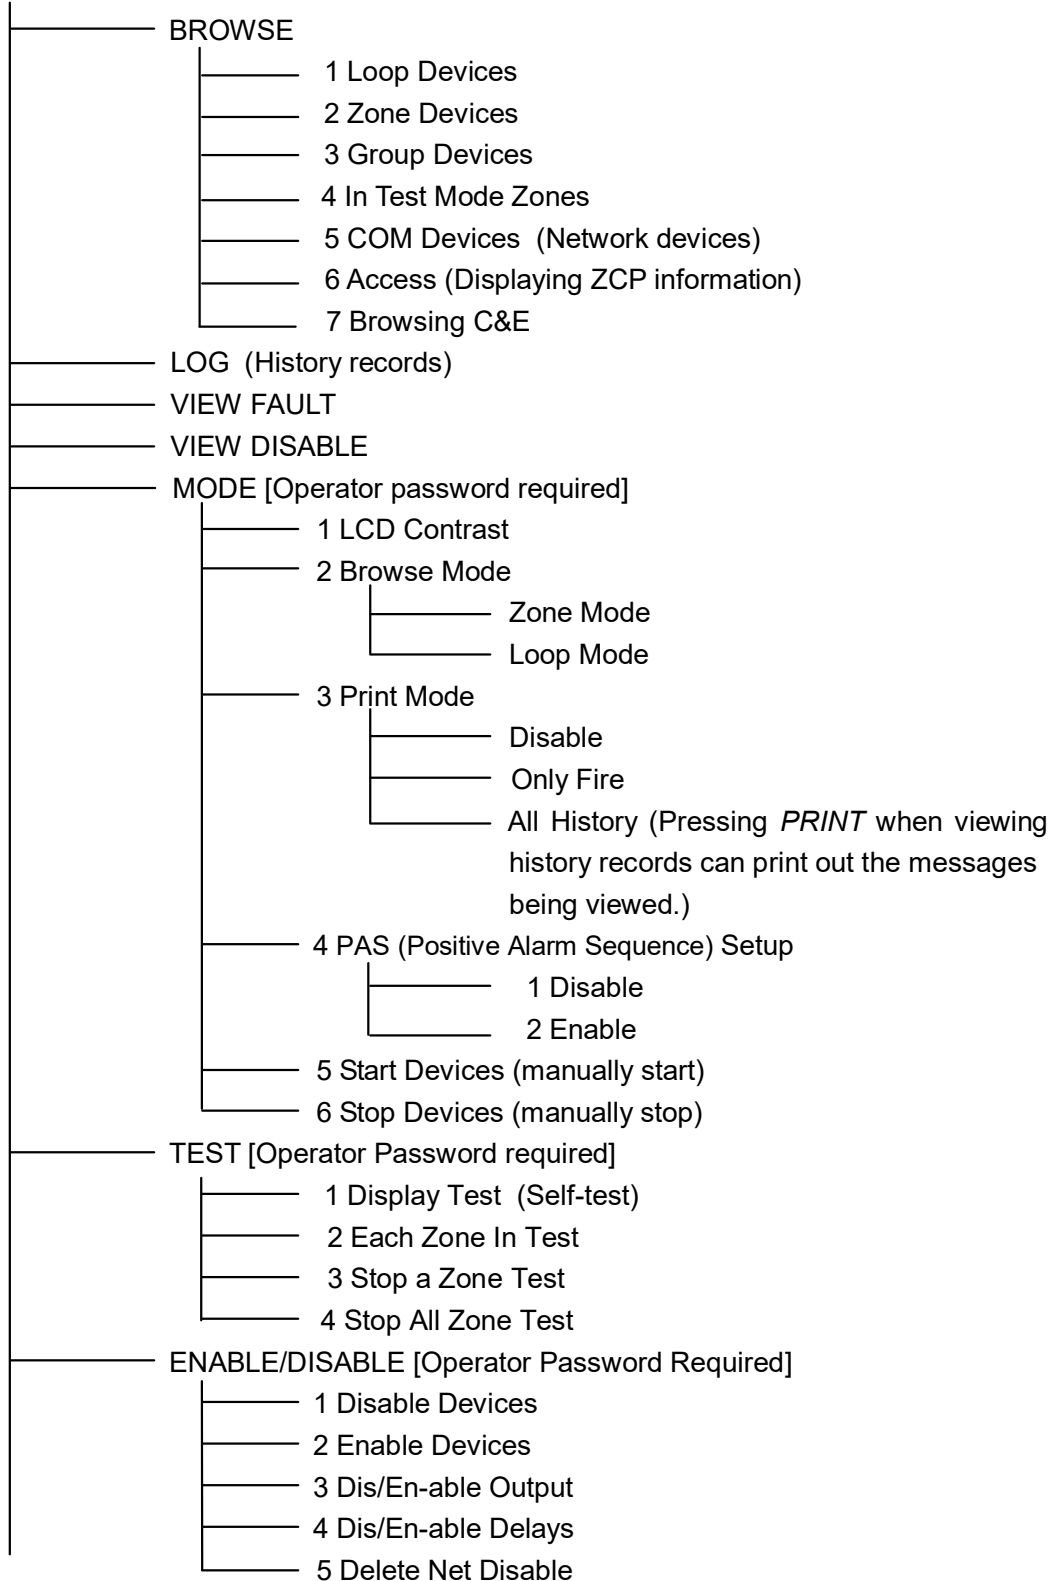 BROWSE
1 Loop Devices
2 Zone Devices
3 Group Devices
4 In Test Mode Zones
5 COM Devices (Network devices)
6 Access (Displaying ZCP information)
7 Browsing C&E
LOG (History records)
VIEW FAULT
VIEW DISABLE
MODE [Operator password required]
1 LCD Contrast
2 Browse Mode
Zone Mode
Loop Mode
3 Print Mode
Disable
Only Fire
All History (Pressing PRINT when viewing
history records can print out the messages
being viewed.)
4 PAS (Positive Alarm Sequence) Setup
1 Disable
2 Enable
5 Start Devices (manually start)
6 Stop Devices (manually stop)
TEST [Operator Password required]
1 Display Test (Self-test)
2 Each Zone In Test
3 Stop a Zone Test
4 Stop All Zone Test
ENABLE/DISABLE [Operator Password Required]
1 Disable Devices
2 Enable Devices
3 Dis/En-able Output
4 Dis/En-able Delays
5 Delete Net Disable